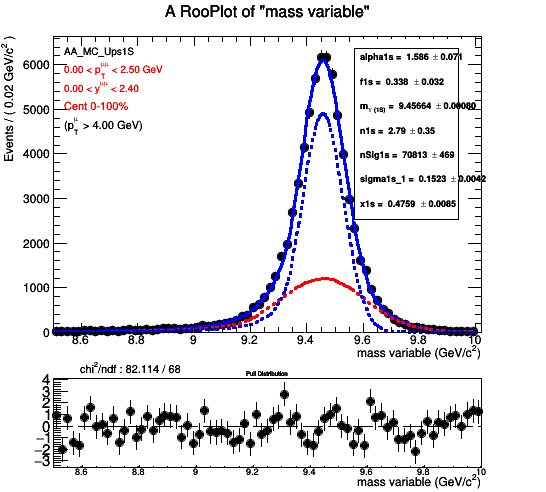 A RooPlot of "mass variable"
Events / ( 0.02 GeV/c² )
AA_MC_Ups1S
0.00 < p_T^μμ < 2.50 GeV
0.00 < y^μμ < 2.40
Cent 0-100%
(p_T^μ > 4.00 GeV)
alpha1s = 1.586 ± 0.071
f1s = 0.338 ± 0.032
m_Υ(1S) = 9.45664 ± 0.00080
n1s = 2.79 ± 0.35
nSig1s = 70813 ± 469
sigma1s_1 = 0.1523 ± 0.0042
x1s = 0.4759 ± 0.0085
6000
5000
4000
3000
2000
1000
0
8.6 8.8 9 9.2 9.4 9.6 9.8 10
mass variable (GeV/c²)
chi²/ndf : 82.114 / 68
Pull Distribution
4
3
2
1
0
−1
−2
−3
8.6 8.8 9 9.2 9.4 9.6 9.8 10
mass variable (GeV/c²)